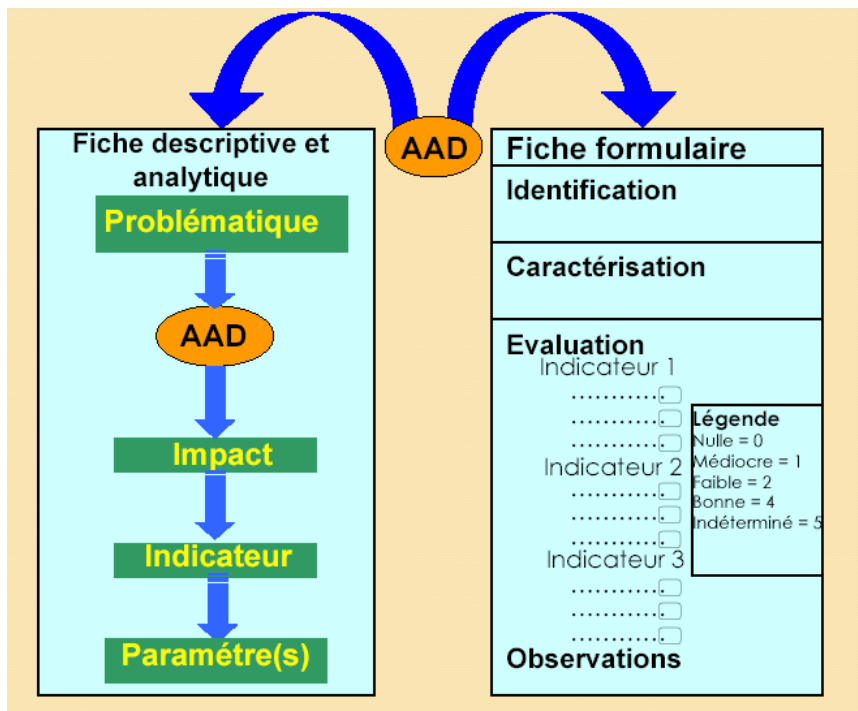 AAD
Fiche descriptive et
analytique
Problématique
AAD
Impact
Indicateur
Paramétre(s)
Fiche formulaire
Identification
Caractérisation
Evaluation
Indicateur 1
............
............
............
Indicateur 2
............
............
............
Indicateur 3
............
............
............
Légende
Nulle = 0
Médiocre = 1
Faible = 2
Bonne = 4
Indéterminé = 5
Observations